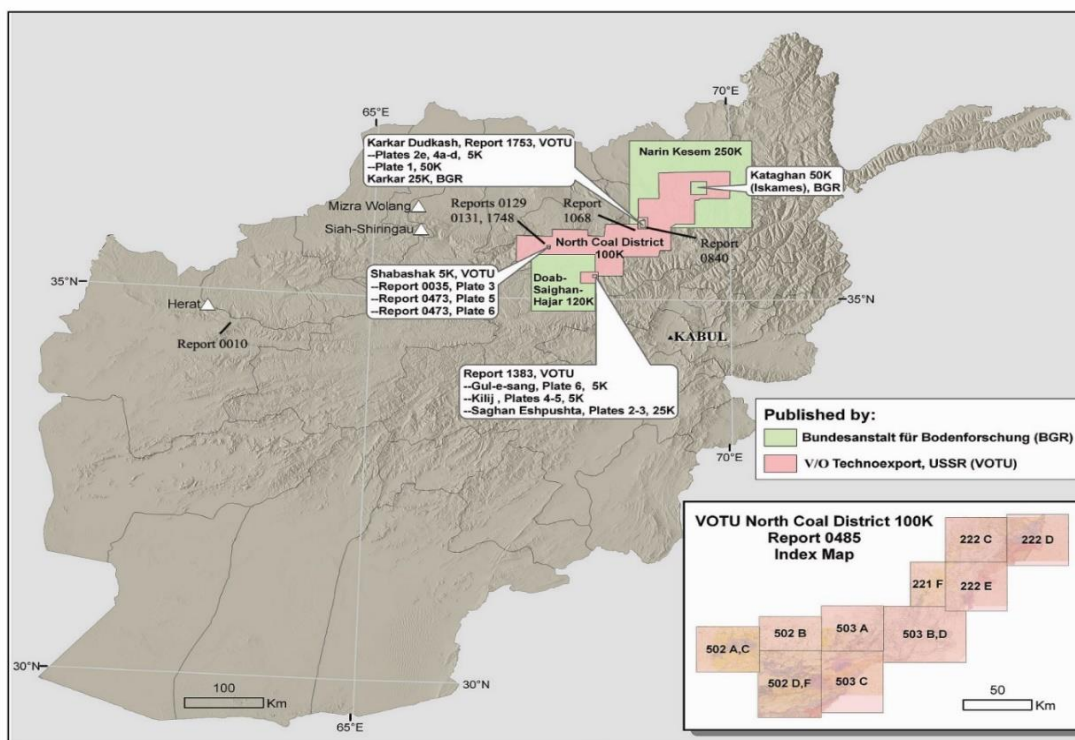 70°E
65°E
Karkar Dudkash, Report 1753, VOTU
--Plates 2e, 4a-d, 5K
--Plate 1, 50K
Karkar 25K, BGR
Narin Kesem 250K
Kataghan 50K
(Iskames), BGR
Mizra Wolang
Reports 0129
0131, 1748
Report
1068
Siah-Shiringau
North Coal District
100K
Report
0840
35°N
Shabashak 5K, VOTU
--Report 0035, Plate 3
--Report 0473, Plate 5
--Report 0473, Plate 6
Doab-
Saighan-
Hajar 120K
35°N
Herat
Report 0010
KABUL
Report 1383, VOTU
--Gul-e-sang, Plate 6, 5K
--Kilij , Plates 4-5, 5K
--Saghan Eshpushta, Plates 2-3, 25K
Published by:
Bundesanstalt für Bodenforschung (BGR)
V/O Technoexport, USSR (VOTU)
70°E
VOTU North Coal District 100K
Report 0485
Index Map
222 C
222 D
221 F
222 E
502 A,C
502 B
503 A
503 B,D
502 D,F
503 C
50
Km
30°N
30°N
100
Km
65°E